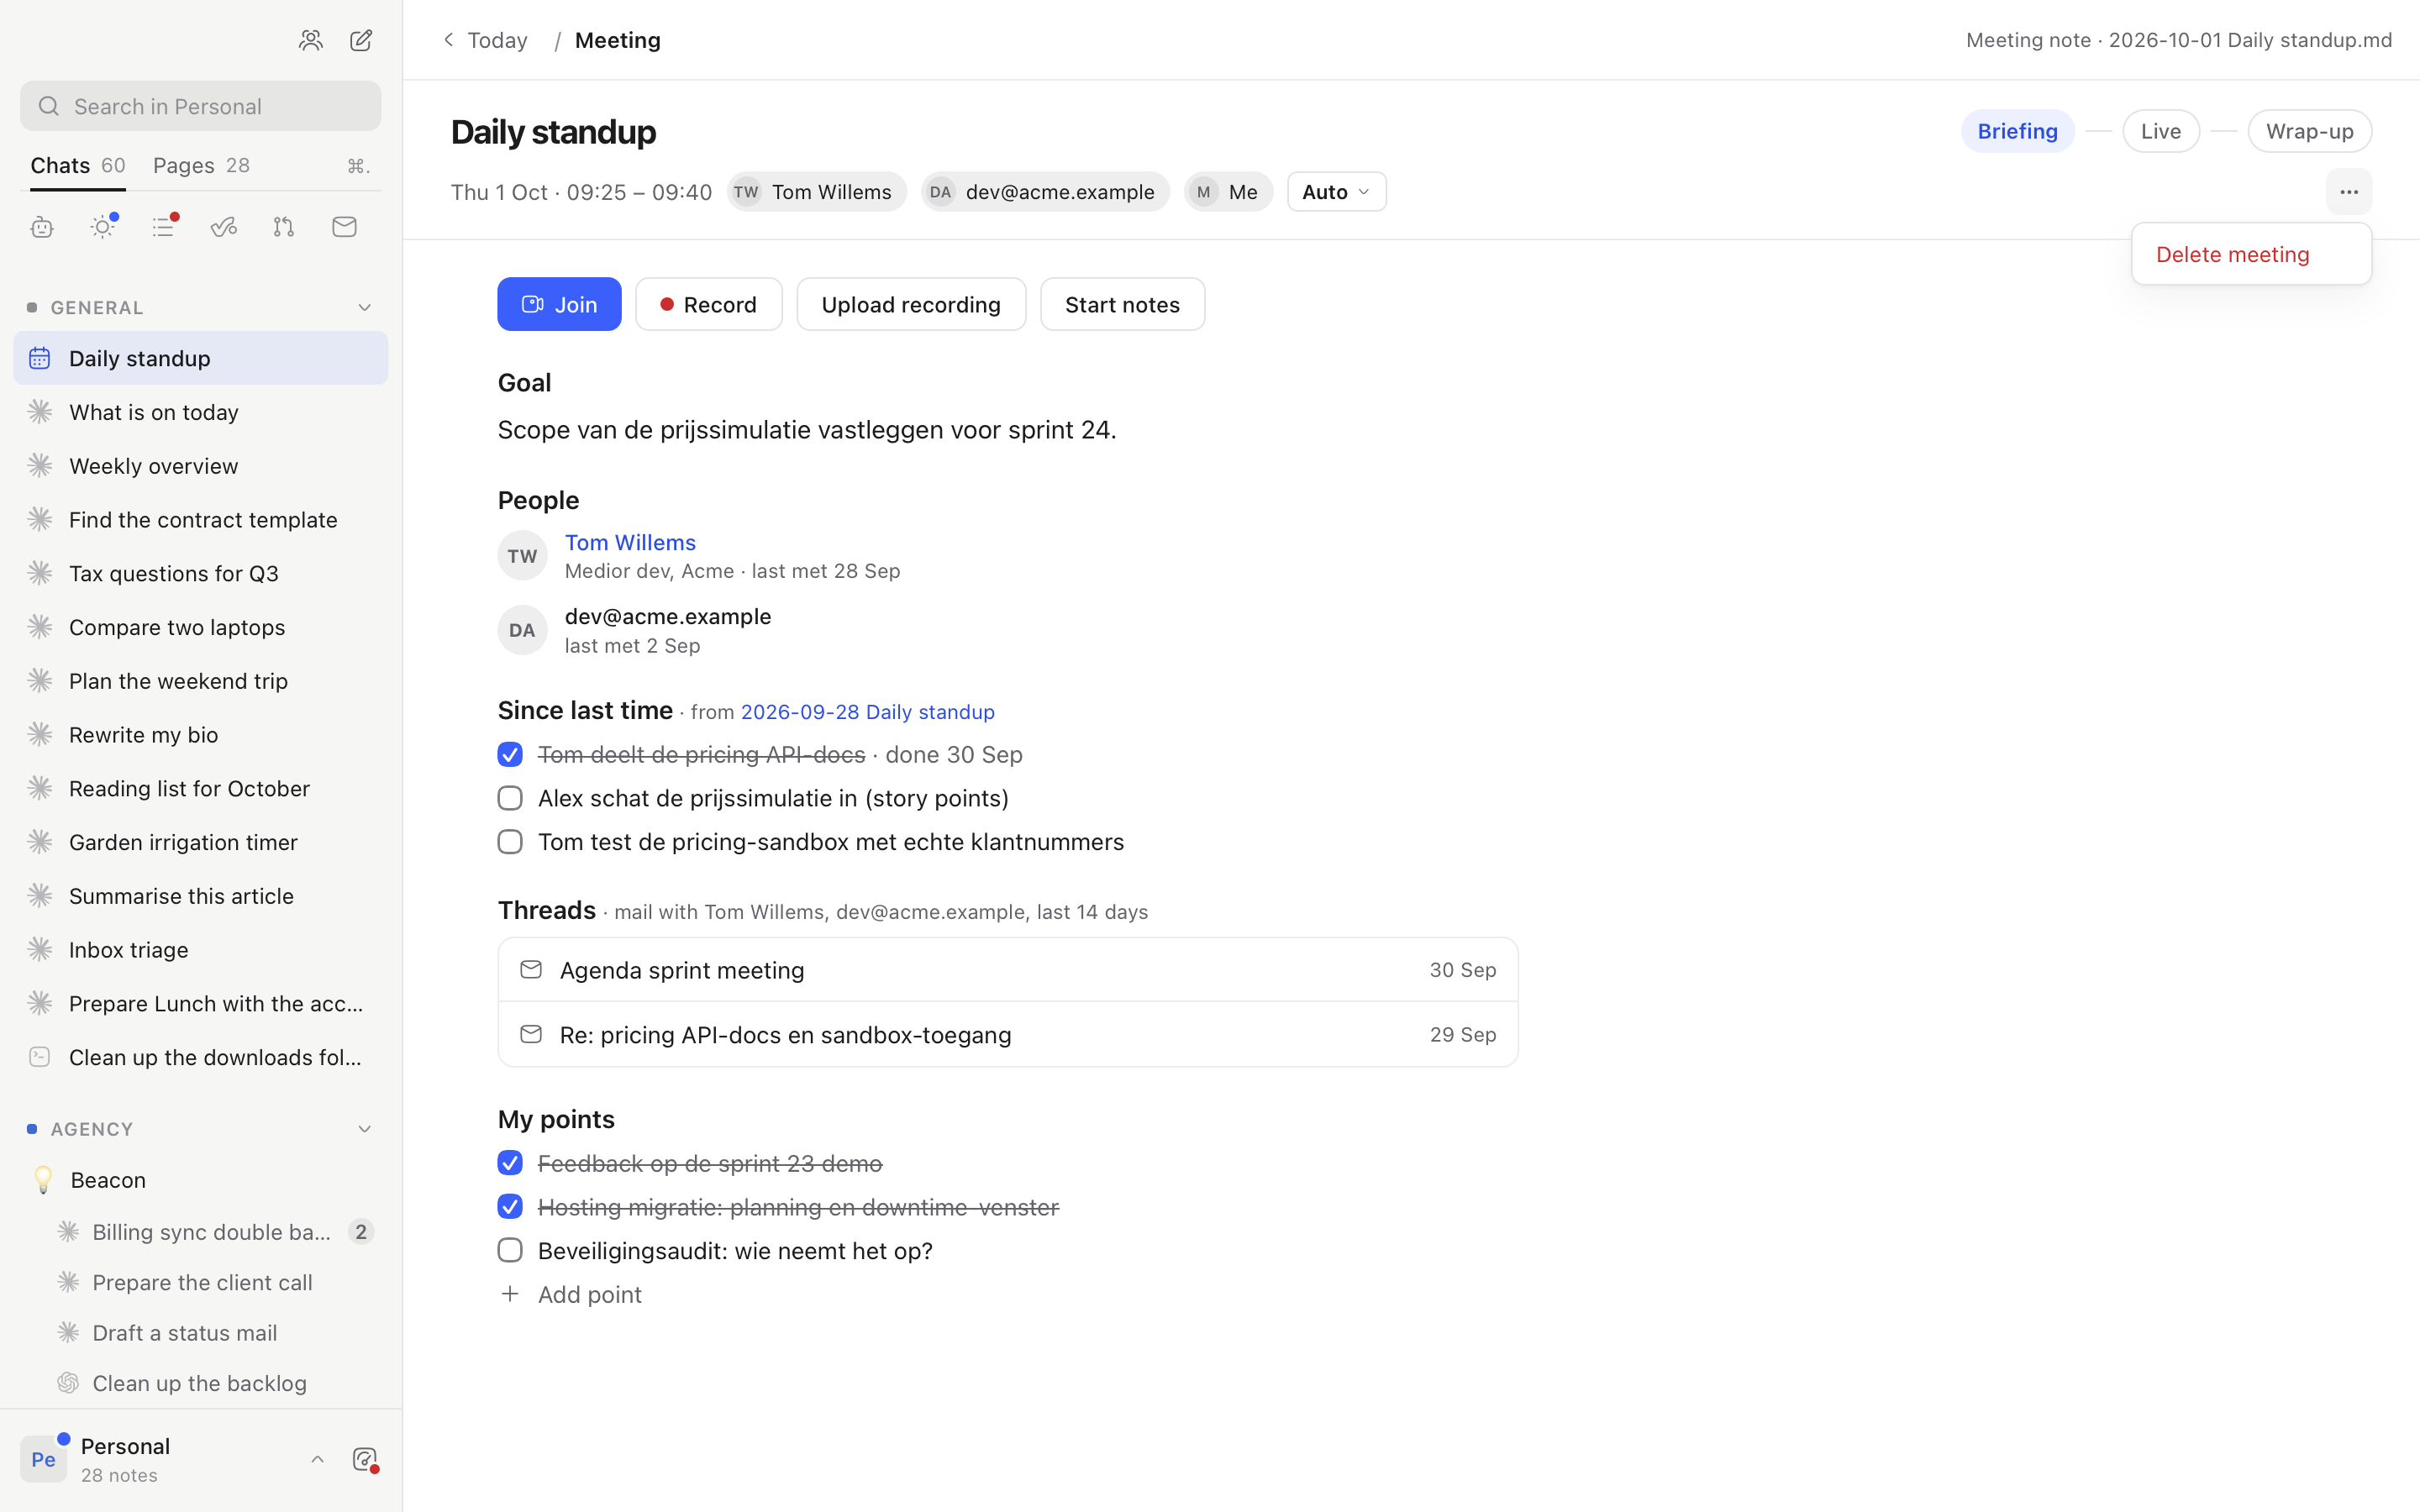 Search in Personal
Chats 60 Pages 28 ⌘.
GENERAL
Daily standup
What is on today
Weekly overview
Find the contract template
Tax questions for Q3
Compare two laptops
Plan the weekend trip
Rewrite my bio
Reading list for October
Garden irrigation timer
Summarise this article
Inbox triage
Prepare Lunch with the acc...
Clean up the downloads fol...
AGENCY
Beacon
Billing sync double ba... 2
Prepare the client call
Draft a status mail
Clean up the backlog
Pe Personal
28 notes
Today / Meeting
Meeting note · 2026-10-01 Daily standup.md
Daily standup
Briefing Live Wrap-up
Thu 1 Oct · 09:25 – 09:40 TW Tom Willems DA dev@acme.example M Me Auto
Delete meeting
Join Record Upload recording Start notes
Goal
Scope van de prijssimulatie vastleggen voor sprint 24.
People
TW Tom Willems
Medior dev, Acme · last met 28 Sep
DA dev@acme.example
last met 2 Sep
Since last time · from 2026-09-28 Daily standup
Tom deelt de pricing API-docs · done 30 Sep
Alex schat de prijssimulatie in (story points)
Tom test de pricing-sandbox met echte klantnummers
Threads · mail with Tom Willems, dev@acme.example, last 14 days
Agenda sprint meeting 30 Sep
Re: pricing API-docs en sandbox-toegang 29 Sep
My points
Feedback op de sprint 23 demo
Hosting migratie: planning en downtime-venster
Beveiligingsaudit: wie neemt het op?
Add point